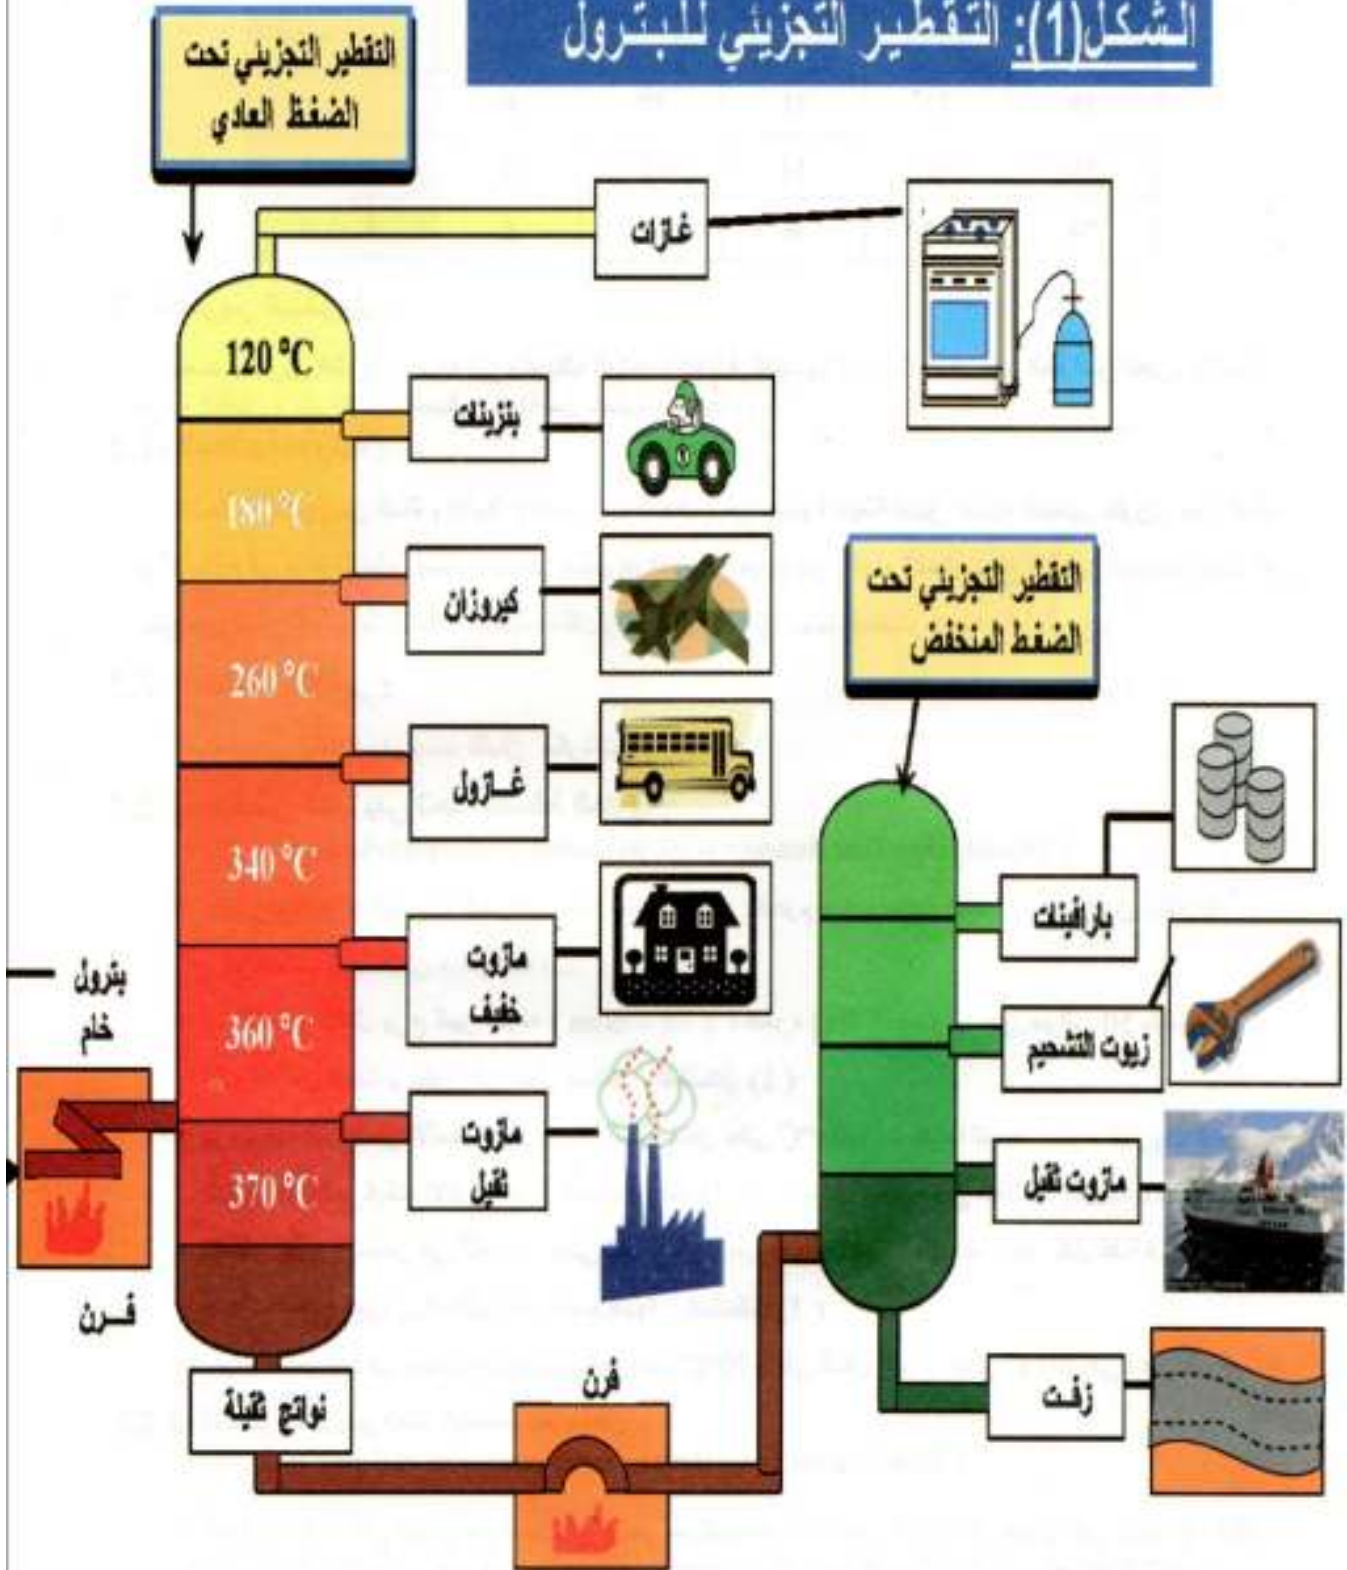 الشكل(1): التقطير التجزيئي للبترول
التقطير التجزيئي تحت
الضغظ العادي
غازات
120 °C
بنزينات
180 °C
كيروزان
التقطير التجزيئي تحت
الضغط المنخفض
260 °C
غـازول
340 °C
بارافينات
مازوت
خفيف
بترول
خام
360 °C
زيوت التشحيم
مازوت
ثقيل
370 °C
مازوت ثقيل
فـرن
نواتج ثقيلة
فرن
زفـت